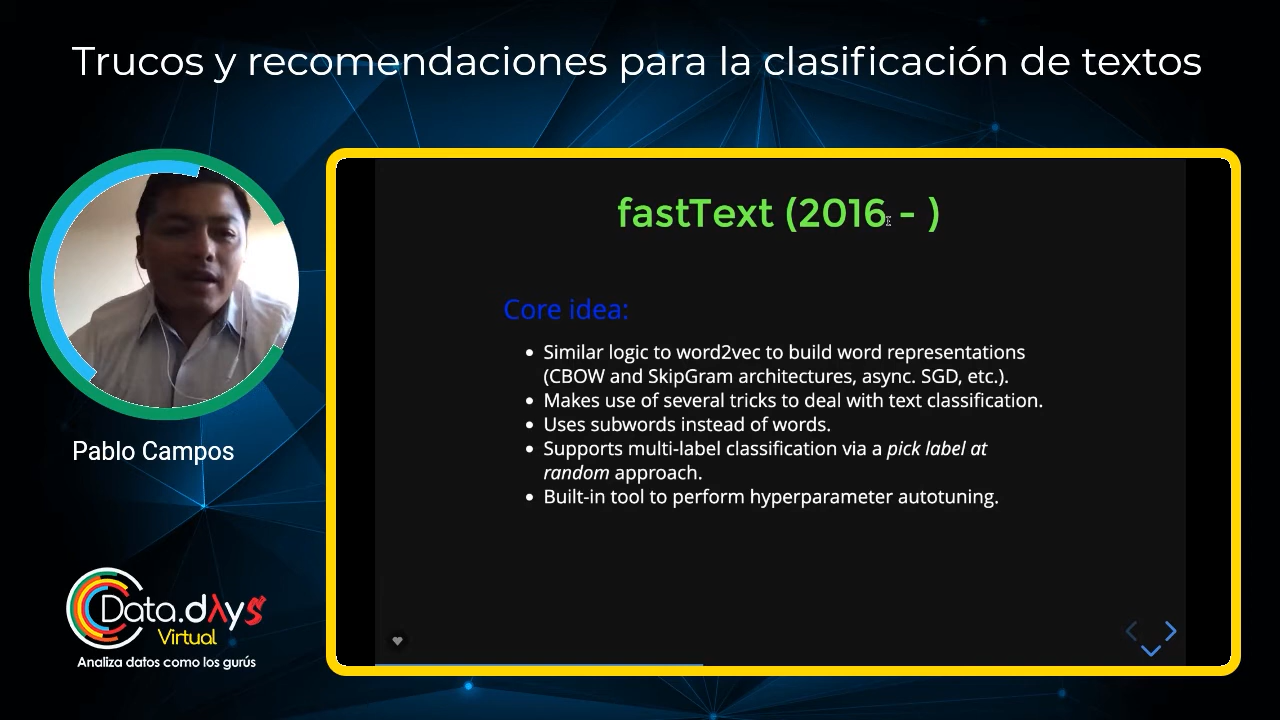 Trucos y recomendaciones para la clasificación de textos
fastText (2016 - )
Core idea:
• Similar logic to word2vec to build word representations
(CBOW and SkipGram architectures, async. SGD, etc.).
• Makes use of several tricks to deal with text classification.
• Uses subwords instead of words.
• Supports multi-label classification via a pick label at
random approach.
• Built-in tool to perform hyperparameter autotuning.
Pablo Campos
Data.dλys
Virtual
Analiza datos como los gurús